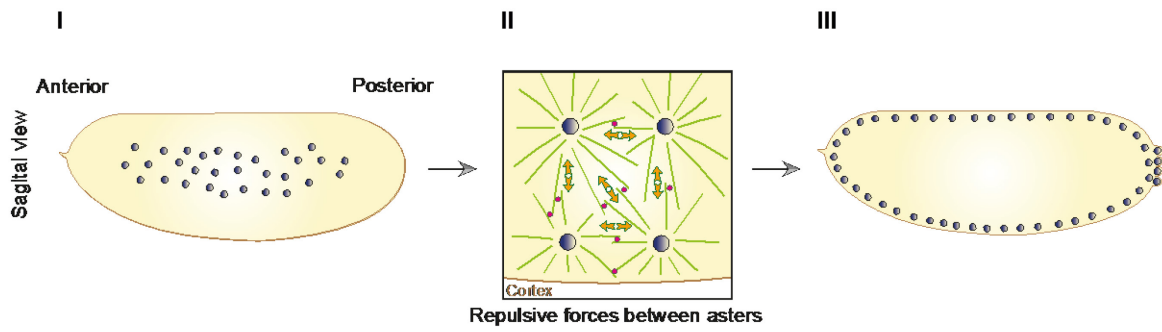 I
II
III
Anterior
Posterior
Sagital view
Cortex
Repulsive forces between asters